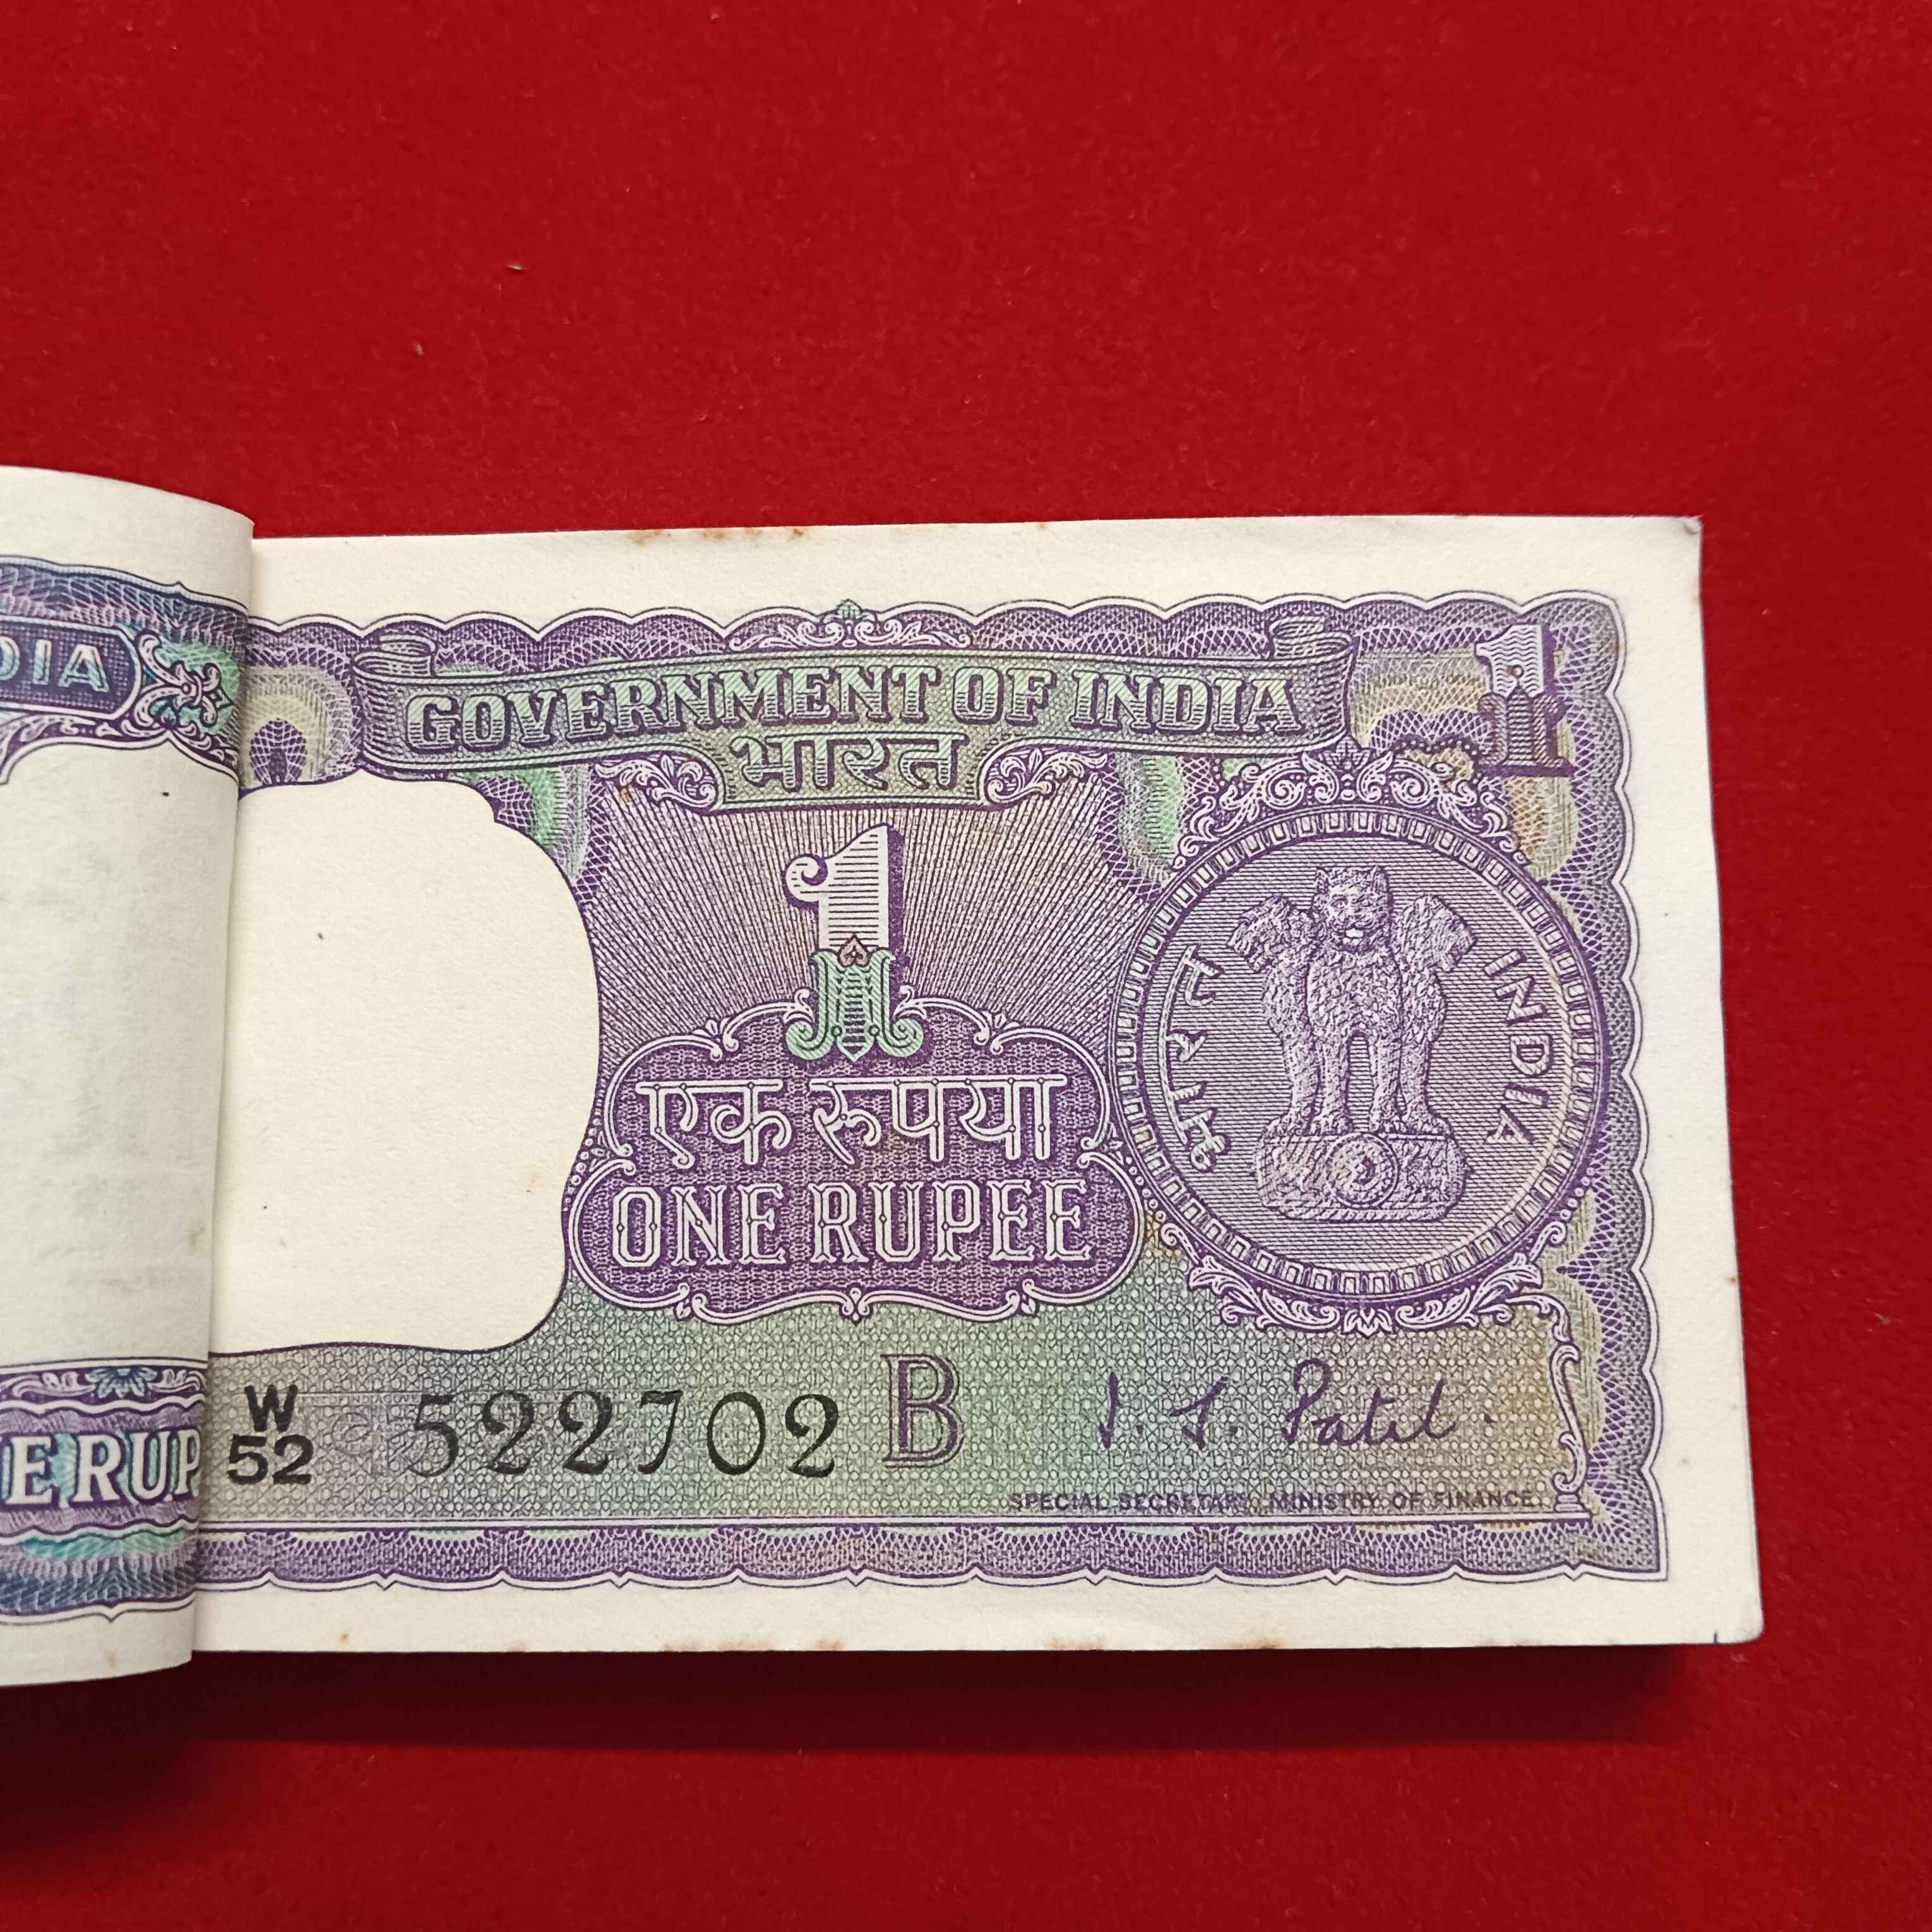 DIA
GOVERNMENT OF INDIA
भारत
1
1
भारत
INDIA
एक रुपया
ONE RUPEE
E RUP
W
52
522702 B
I. G. Patel.
SPECIAL SECRETARY, MINISTRY OF FINANCE.